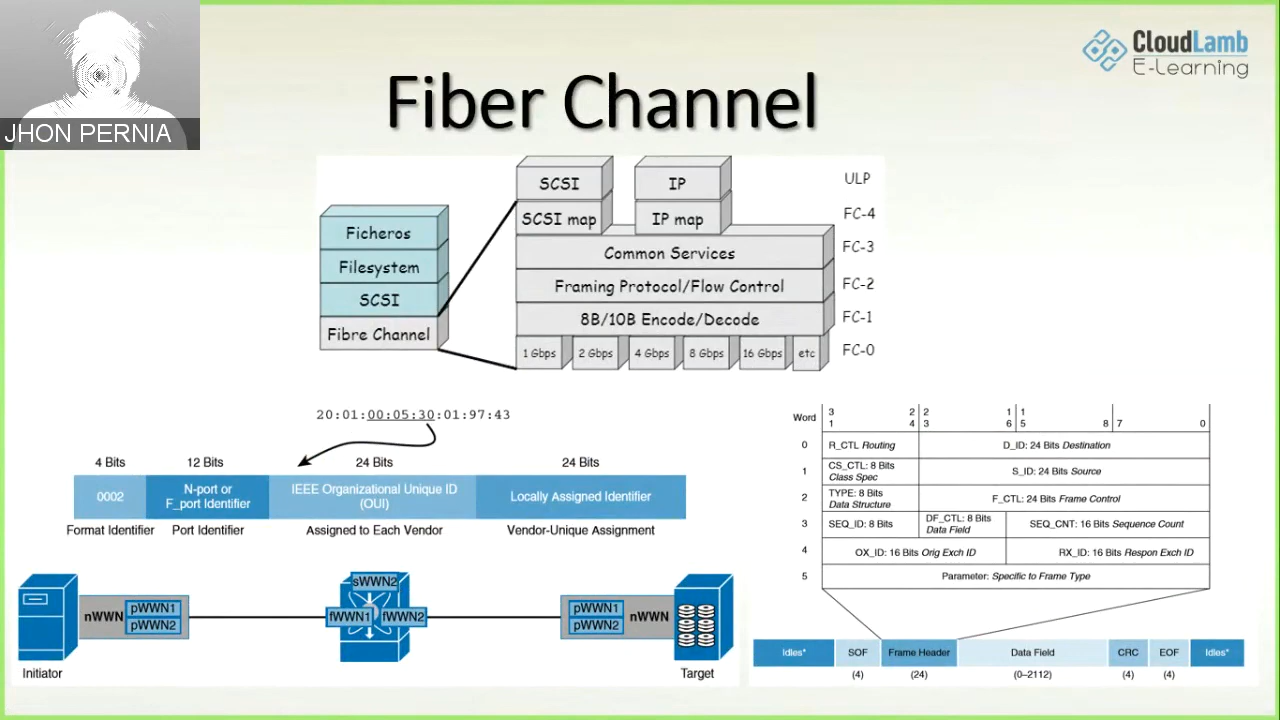 JHON PERNIA
CloudLamb
E-Learning
Fiber Channel
Ficheros
Filesystem
SCSI
Fibre Channel
SCSI IP ULP
SCSI map IP map FC-4
Common Services FC-3
Framing Protocol/Flow Control FC-2
8B/10B Encode/Decode FC-1
1 Gbps 2 Gbps 4 Gbps 8 Gbps 16 Gbps etc FC-0
20:01:00:05:30:01:97:43
4 Bits 12 Bits 24 Bits 24 Bits
0002
N-port or
F_port Identifier
IEEE Organizational Unique ID
(OUI)
Locally Assigned Identifier
Format Identifier Port Identifier Assigned to Each Vendor Vendor-Unique Assignment
nWWN
pWWN1
pWWN2
sWWN2
fWWN1 fWWN2
pWWN1
pWWN2
nWWN
Initiator Target
Word
3 2 2 1 1
1 4 3 6 5 8 7 0
0 R_CTL Routing D_ID: 24 Bits Destination
1 CS_CTL: 8 Bits
Class Spec
S_ID: 24 Bits Source
2 TYPE: 8 Bits
Data Structure
F_CTL: 24 Bits Frame Control
3 SEQ_ID: 8 Bits
DF_CTL: 8 Bits
Data Field
SEQ_CNT: 16 Bits Sequence Count
4 OX_ID: 16 Bits Orig Exch ID RX_ID: 16 Bits Respon Exch ID
5 Parameter: Specific to Frame Type
Idles* SOF Frame Header Data Field CRC EOF Idles*
(4) (24) (0–2112) (4) (4)